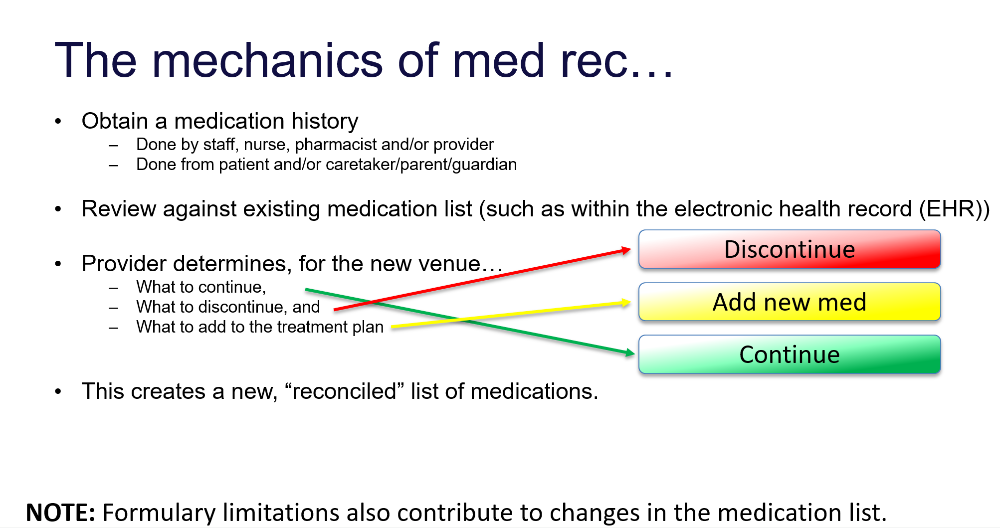 The mechanics of med rec…
• Obtain a medication history
– Done by staff, nurse, pharmacist and/or provider
– Done from patient and/or caretaker/parent/guardian
• Review against existing medication list (such as within the electronic health record (EHR))
• Provider determines, for the new venue…
– What to continue,
– What to discontinue, and
– What to add to the treatment plan
Discontinue
Add new med
Continue
• This creates a new, “reconciled” list of medications.
NOTE: Formulary limitations also contribute to changes in the medication list.